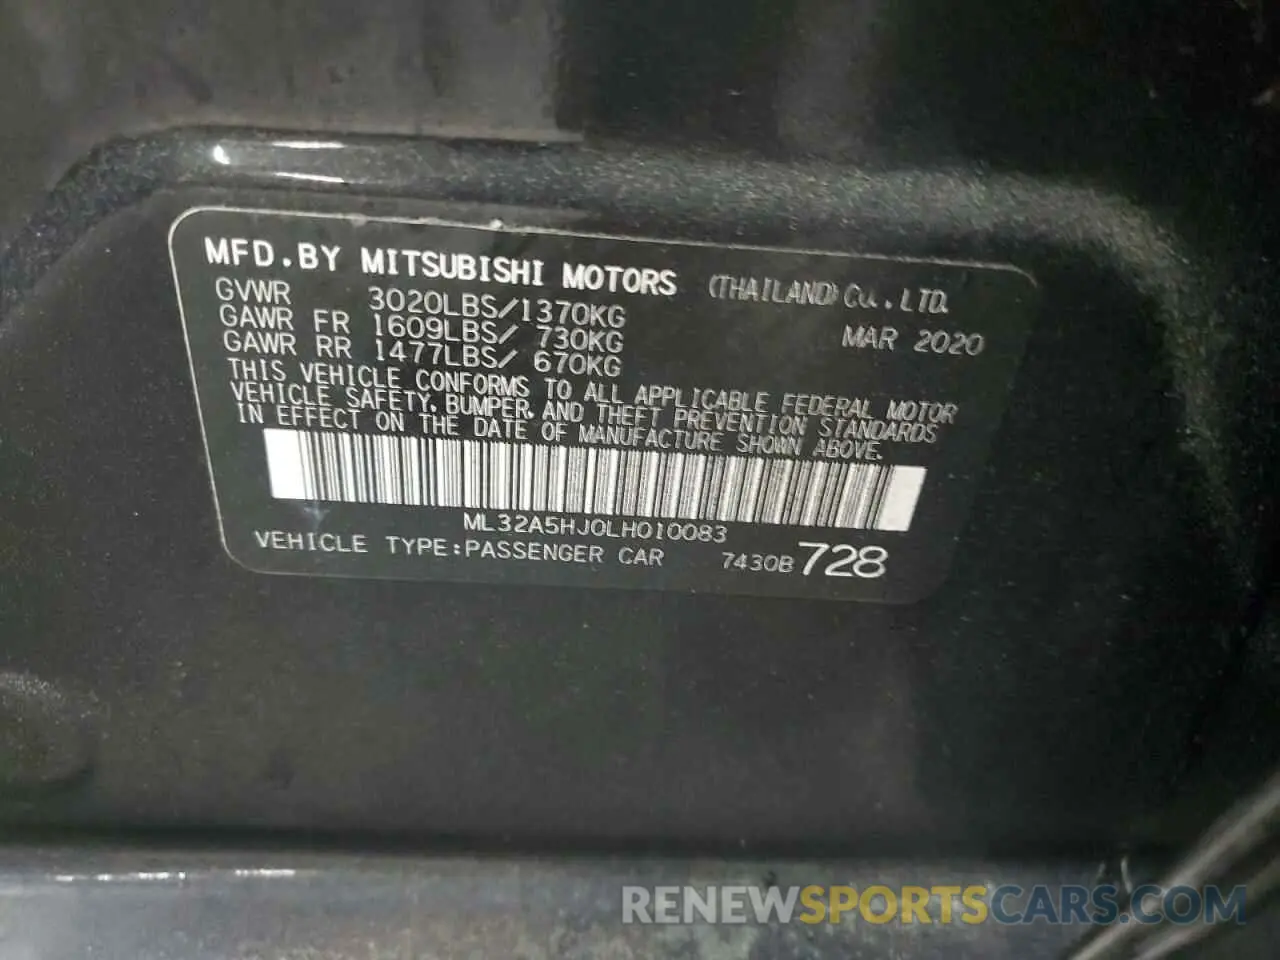 MFD.BY MITSUBISHI MOTORS (THAILAND) Co.,LTD.
GVWR 3020LBS/1370KG
GAWR FR 1609LBS/ 730KG MAR 2020
GAWR RR 1477LBS/ 670KG
THIS VEHICLE CONFORMS TO ALL APPLICABLE FEDERAL MOTOR
VEHICLE SAFETY, BUMPER, AND THEFT PREVENTION STANDARDS
IN EFFECT ON THE DATE OF MANUFACTURE SHOWN ABOVE.
ML32A5HJ0LH010083
VEHICLE TYPE:PASSENGER CAR 7430B 728
RENEWSPORTSCARS.COM